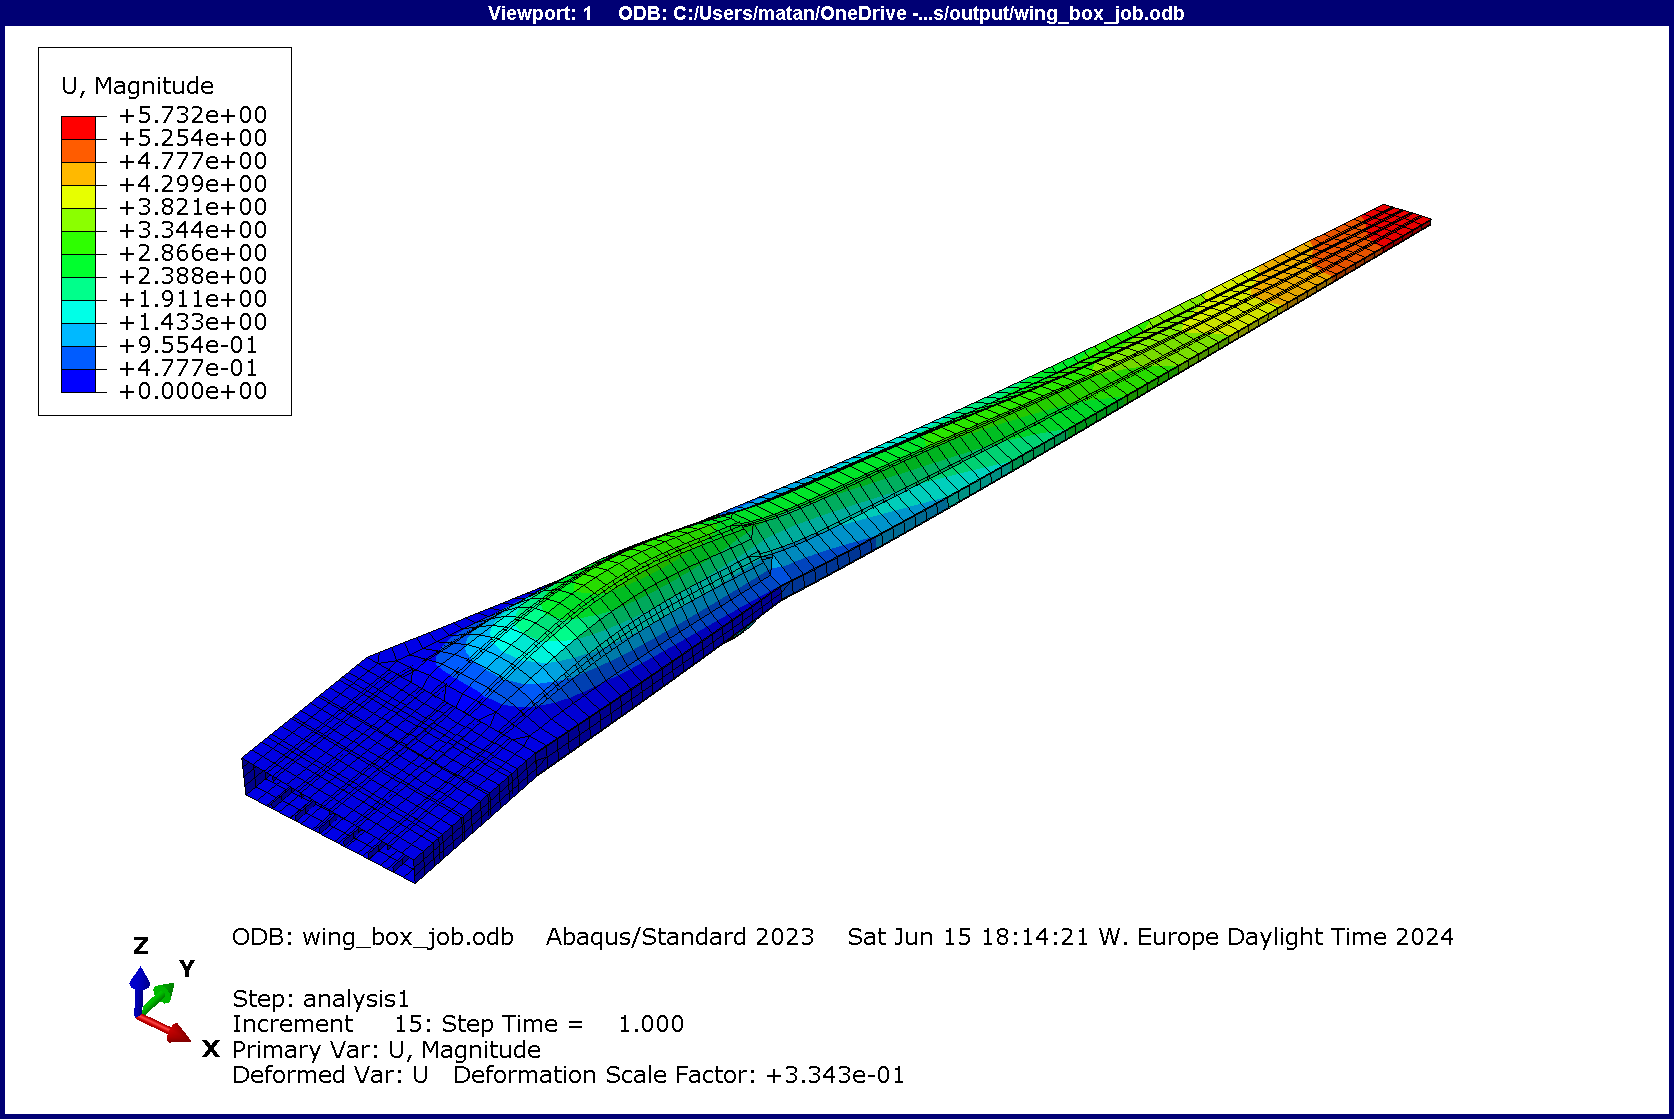 Viewport: 1 ODB: C:/Users/matan/OneDrive -...s/output/wing_box_job.odb
U, Magnitude
+5.732e+00
+5.254e+00
+4.777e+00
+4.299e+00
+3.821e+00
+3.344e+00
+2.866e+00
+2.388e+00
+1.911e+00
+1.433e+00
+9.554e-01
+4.777e-01
+0.000e+00
Z
Y
X
ODB: wing_box_job.odb Abaqus/Standard 2023 Sat Jun 15 18:14:21 W. Europe Daylight Time 2024
Step: analysis1
Increment 15: Step Time = 1.000
Primary Var: U, Magnitude
Deformed Var: U Deformation Scale Factor: +3.343e-01